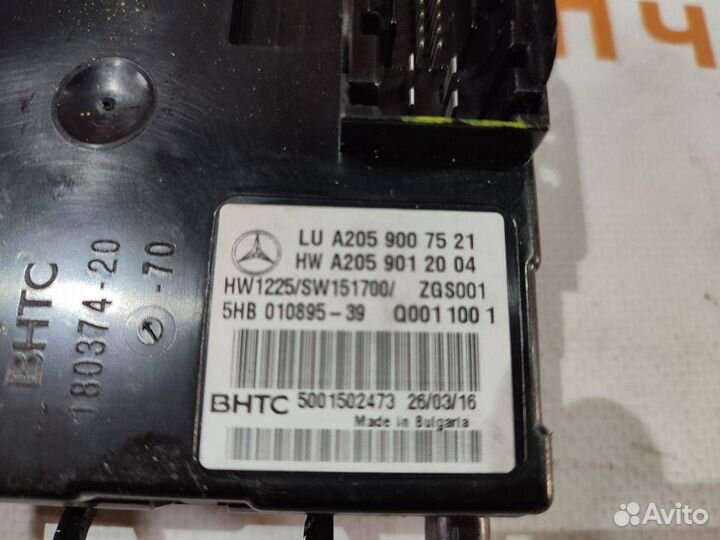 LU A205 900 75 21
HW A205 901 20 04
HW1225/SW151700/ ZGS001
5HB 010895-39 Q001 100 1
BHTC 5001502473 26/03/16
Made in Bulgaria
BHTC
180374-20
-70
Avito